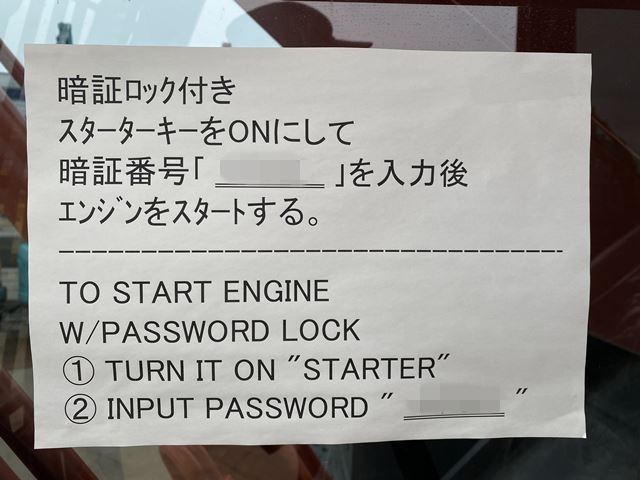 暗証ﾛｯｸ付き
ｽﾀｰﾀｰｷｰをONにして
暗証番号｢　　　｣を入力後
ｴﾝｼﾞﾝをｽﾀｰﾄする。
TO START ENGINE
W/PASSWORD LOCK
① TURN IT ON "STARTER"
② INPUT PASSWORD "　　　"